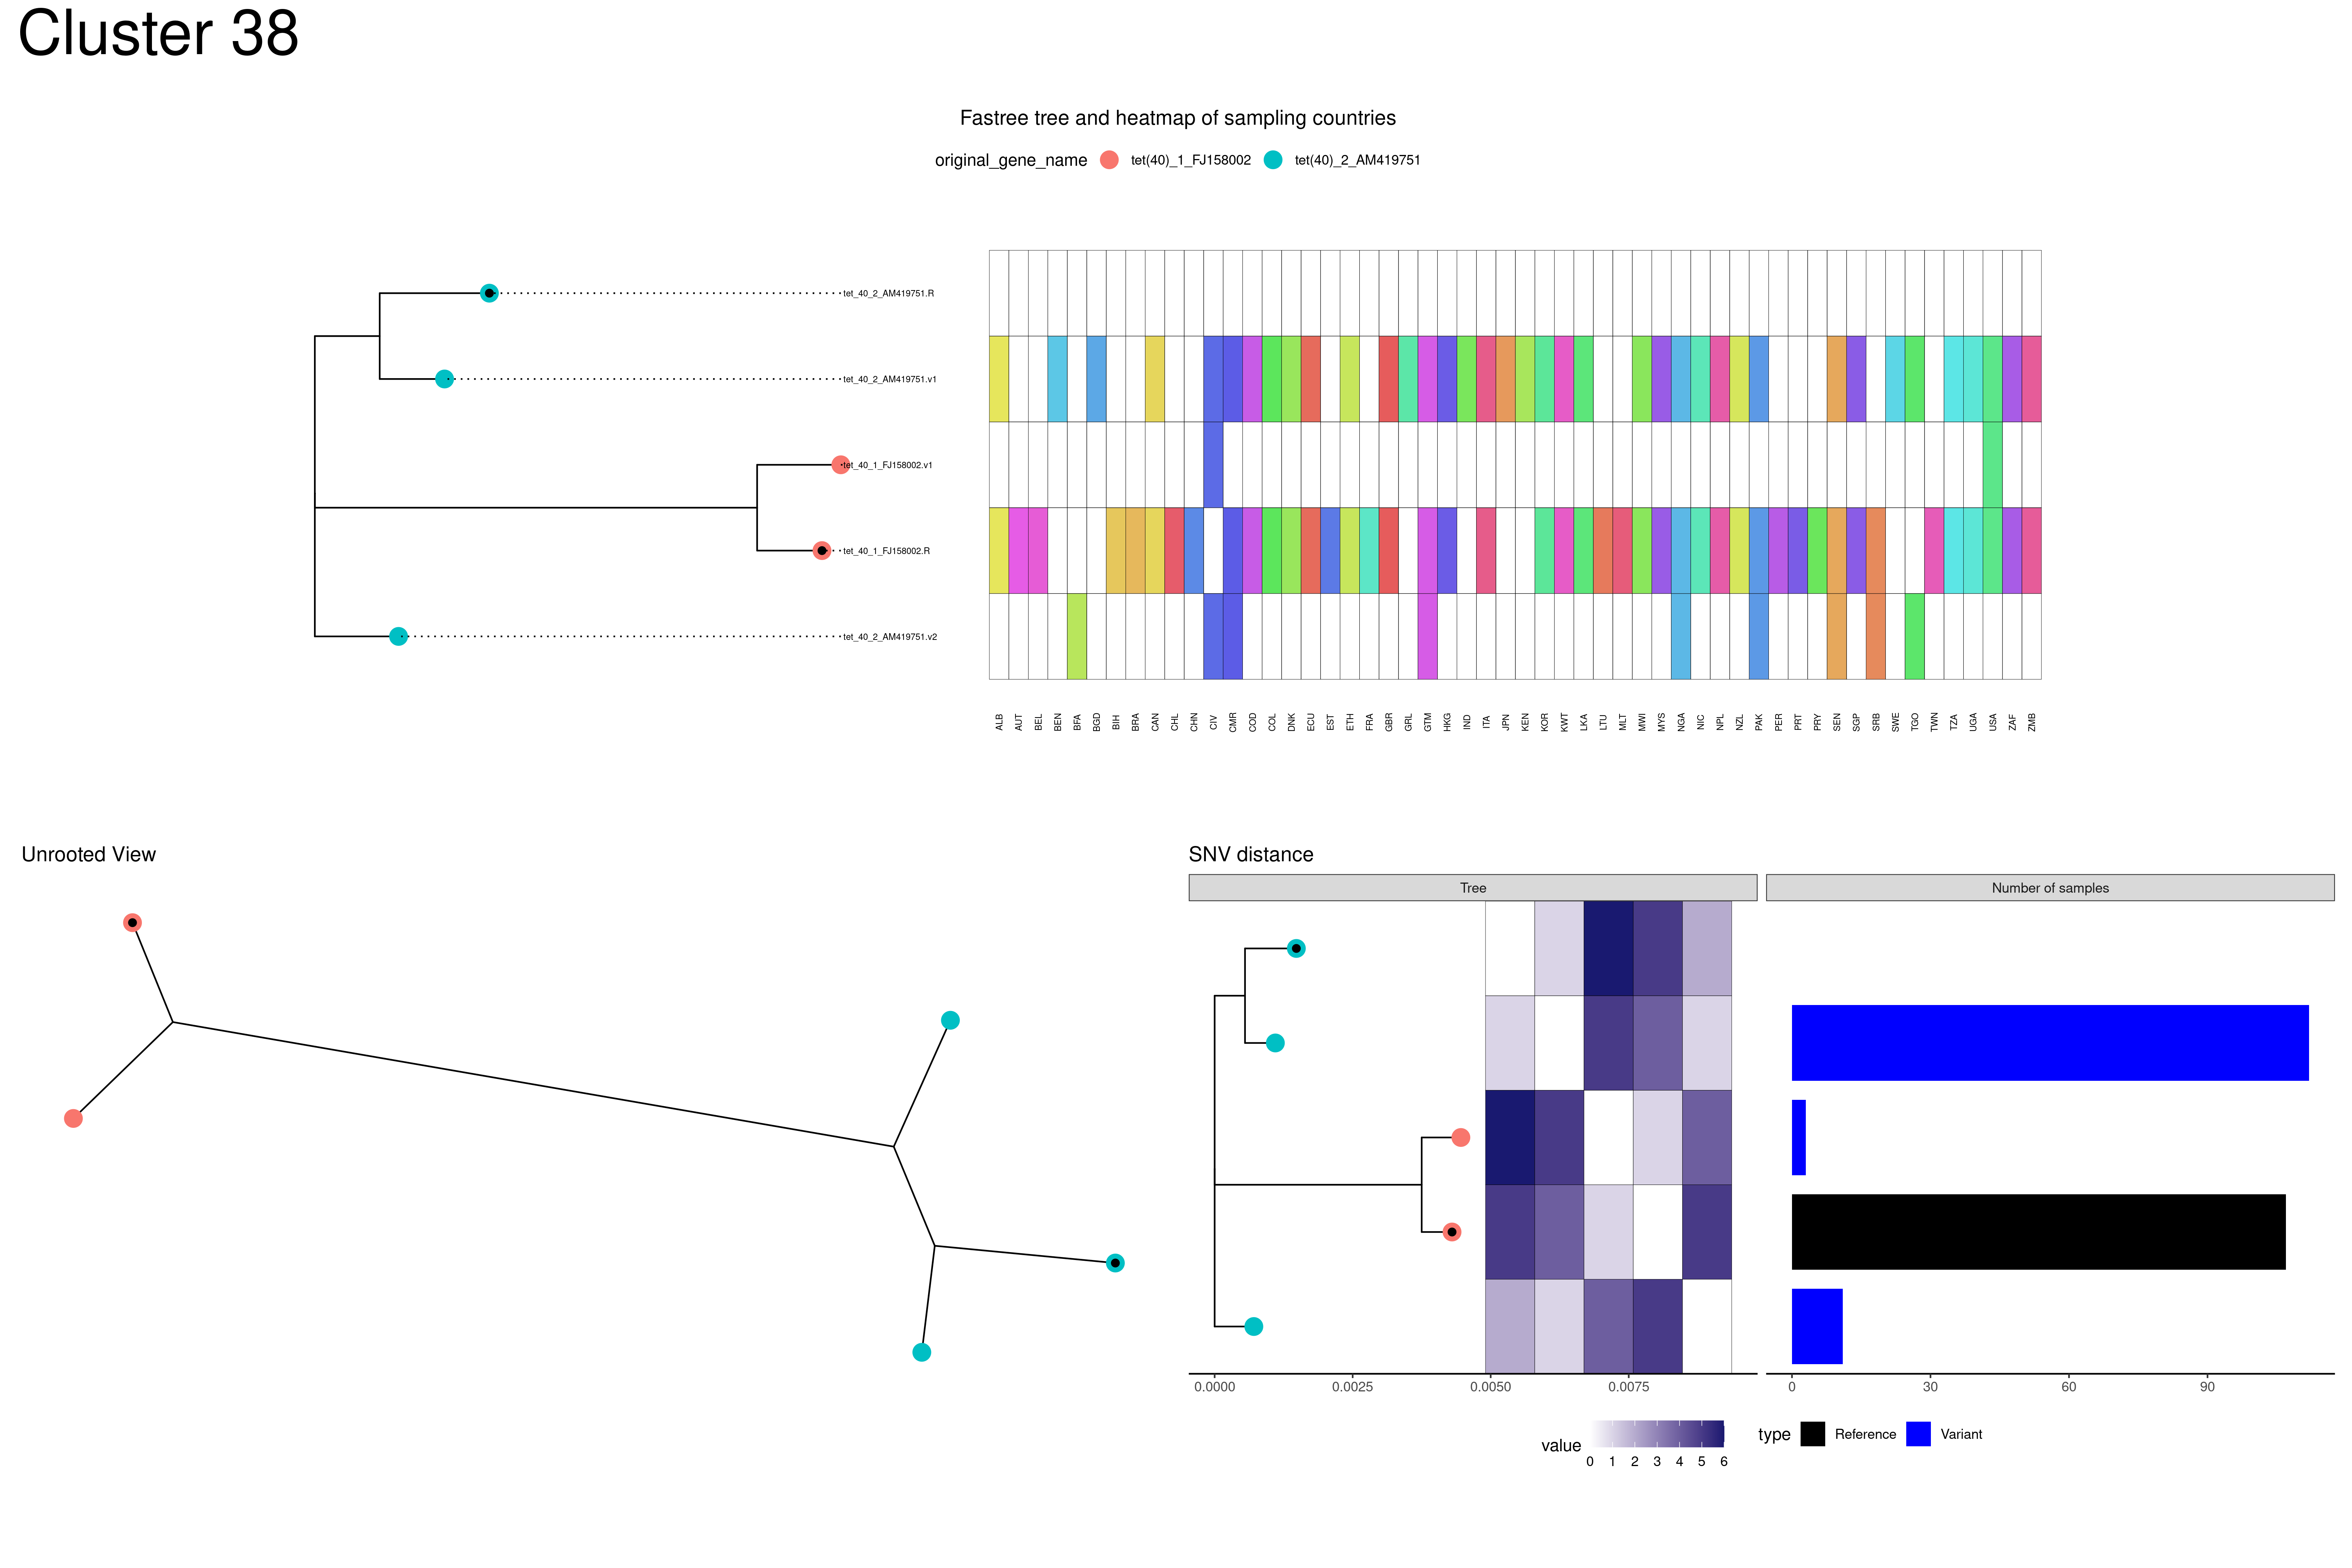 Cluster 38
Fastree tree and heatmap of sampling countries
original_gene_name tet(40)_1_FJ158002 tet(40)_2_AM419751
tet_40_2_AM419751.R
tet_40_2_AM419751.v1
tet_40_1_FJ158002.v1
tet_40_1_FJ158002.R
tet_40_2_AM419751.v2
ALB AUT BEL BEN BFA BGD BIH BRA CAN CHL CHN CIV CMR COD COL DNK ECU EST ETH FRA GBR GRL GTM HKG IND ITA JPN KEN KOR KWT LKA LTU MLT MWI MYS NGA NIC NPL NZL PAK PER PRT PRY SEN SGP SRB SWE TGO TWN TZA UGA USA ZAF ZMB
Unrooted View
SNV distance
Tree Number of samples
0.0000 0.0025 0.0050 0.0075 0 30 60 90
value 0 1 2 3 4 5 6
type Reference Variant